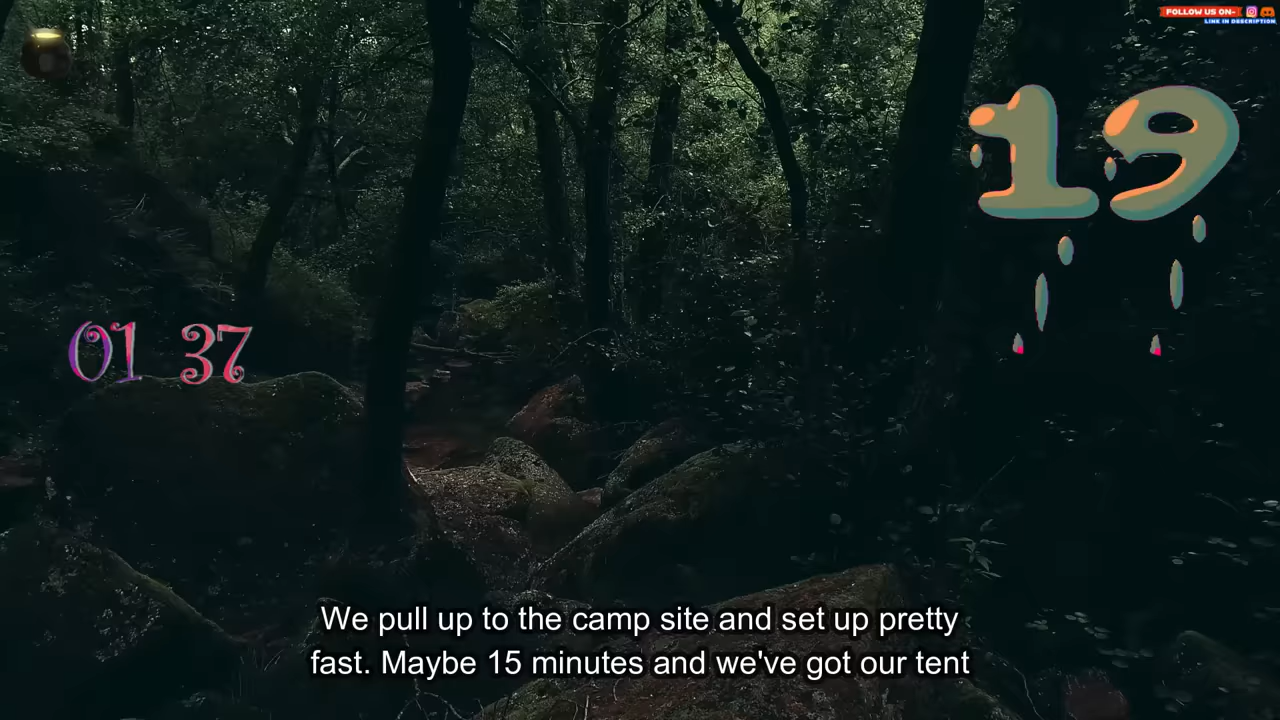 FOLLOW US ON-
LINK IN DESCRIPTION
19
01 37
We pull up to the camp site and set up pretty
fast. Maybe 15 minutes and we've got our tent